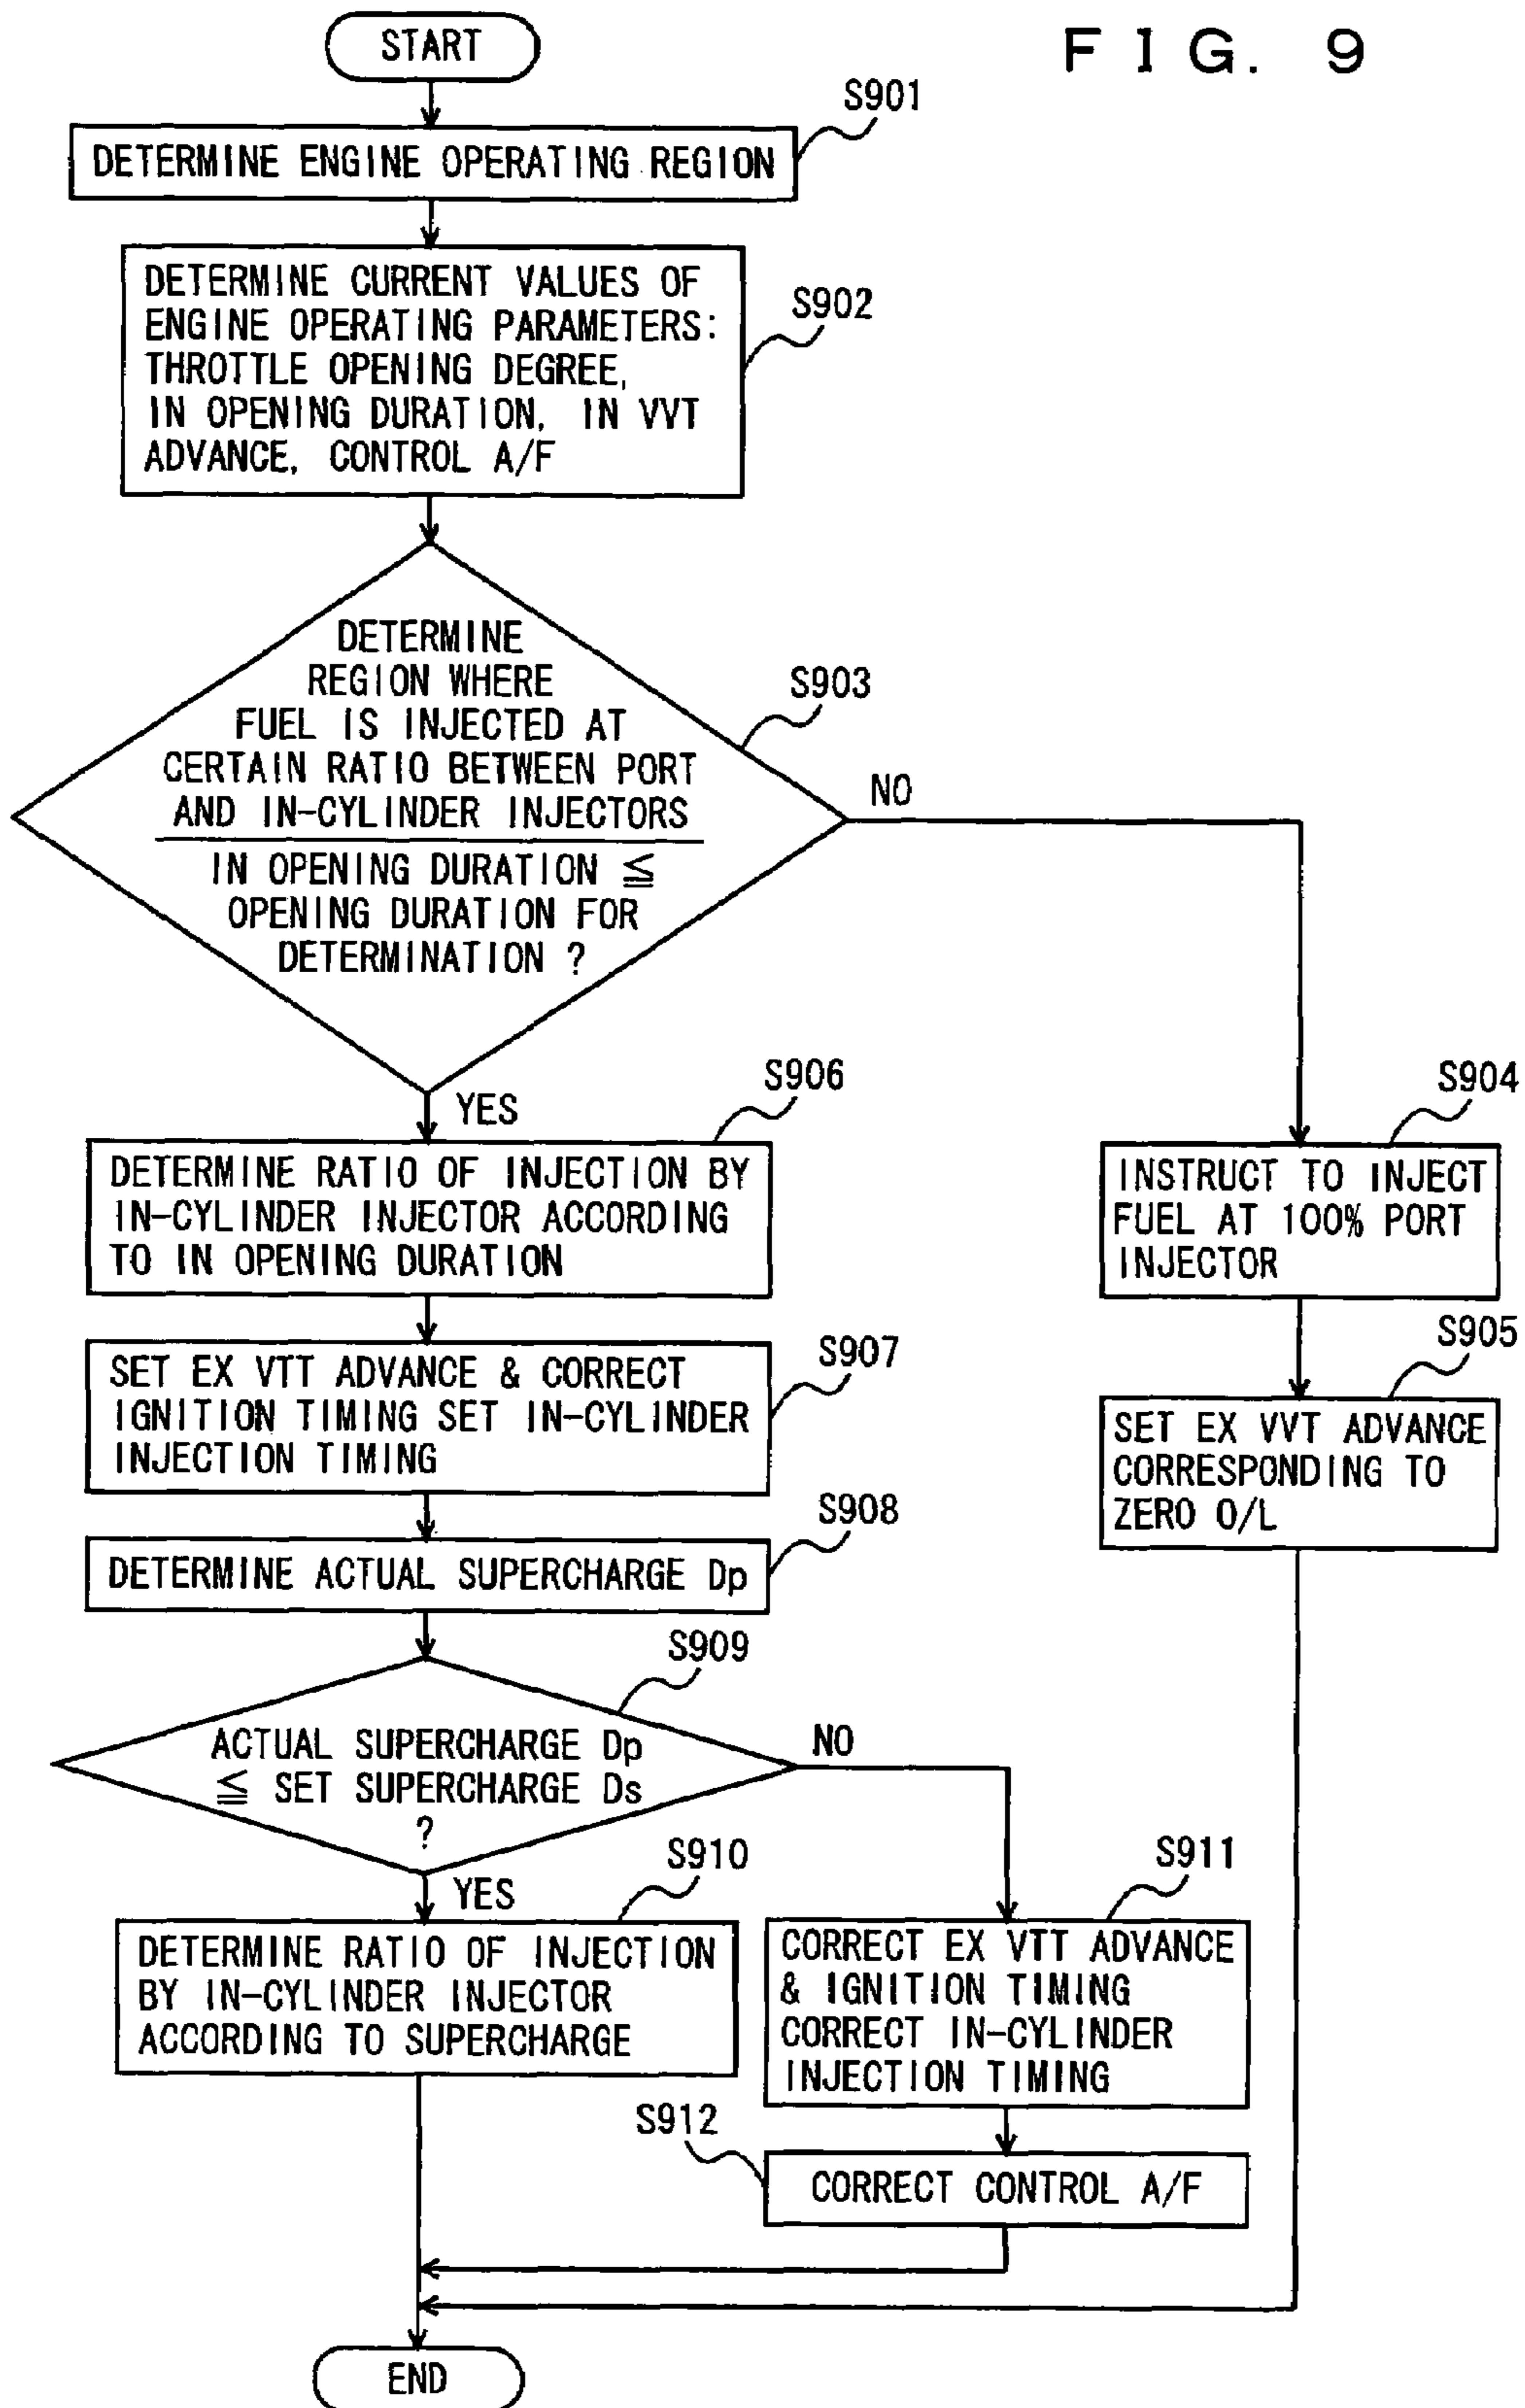 FIG. 9
START
S901
DETERMINE ENGINE OPERATING REGION
S902
DETERMINE CURRENT VALUES OF
ENGINE OPERATING PARAMETERS:
THROTTLE OPENING DEGREE,
IN OPENING DURATION, IN VVT
ADVANCE, CONTROL A/F
S903
DETERMINE
REGION WHERE
FUEL IS INJECTED AT
CERTAIN RATIO BETWEEN PORT
AND IN-CYLINDER INJECTORS
IN OPENING DURATION ≦
OPENING DURATION FOR
DETERMINATION ?
NO
YES
S904
INSTRUCT TO INJECT
FUEL AT 100% PORT
INJECTOR
S905
SET EX VVT ADVANCE
CORRESPONDING TO
ZERO O/L
S906
DETERMINE RATIO OF INJECTION BY
IN-CYLINDER INJECTOR ACCORDING
TO IN OPENING DURATION
S907
SET EX VTT ADVANCE & CORRECT
IGNITION TIMING SET IN-CYLINDER
INJECTION TIMING
S908
DETERMINE ACTUAL SUPERCHARGE Dp
S909
ACTUAL SUPERCHARGE Dp
≦ SET SUPERCHARGE Ds
?
NO
YES
S910
DETERMINE RATIO OF INJECTION
BY IN-CYLINDER INJECTOR
ACCORDING TO SUPERCHARGE
S911
CORRECT EX VTT ADVANCE
& IGNITION TIMING
CORRECT IN-CYLINDER
INJECTION TIMING
S912
CORRECT CONTROL A/F
END